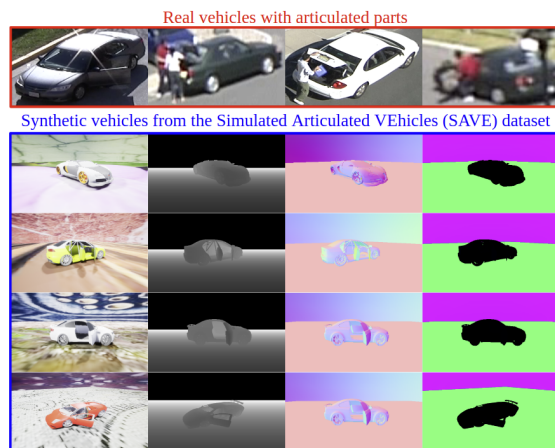 Real vehicles with articulated parts
Synthetic vehicles from the Simulated Articulated VEhicles (SAVE) dataset